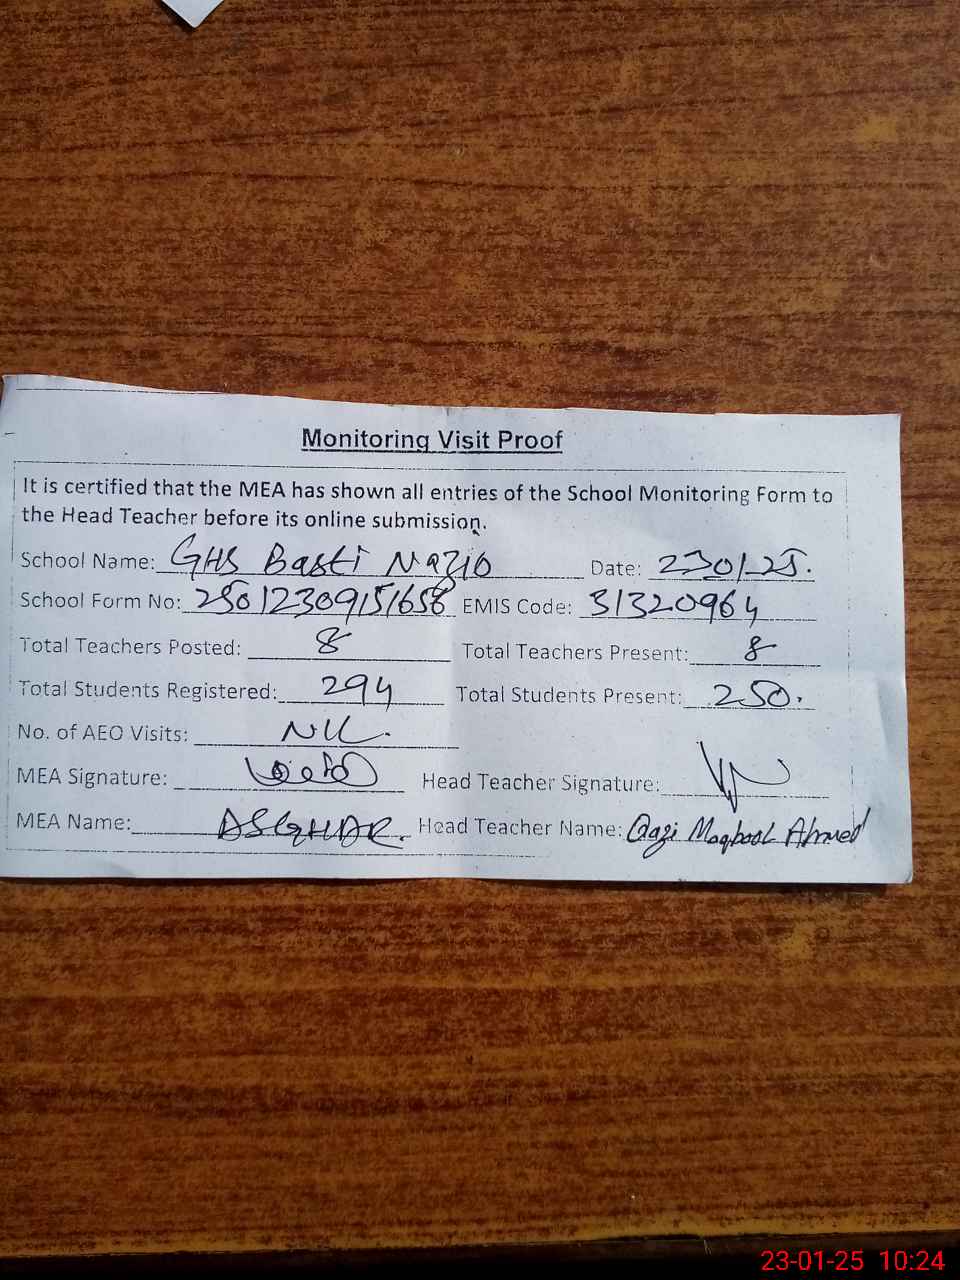 Monitoring Visit Proof
It is certified that the MEA has shown all entries of the School Monitoring Form to
the Head Teacher before its online submission.
School Name: GHS Basti Nazio Date: 230125.
School Form No: 25012309151658 EMIS Code: 31320964
Total Teachers Posted: 8 Total Teachers Present: 8
Total Students Registered: 294 Total Students Present: 250.
No. of AEO Visits: NIL.
MEA Signature: Head Teacher Signature:
MEA Name: ASGHAR. Head Teacher Name: Qazi Maqbool Ahmed
23-01-25 10:24